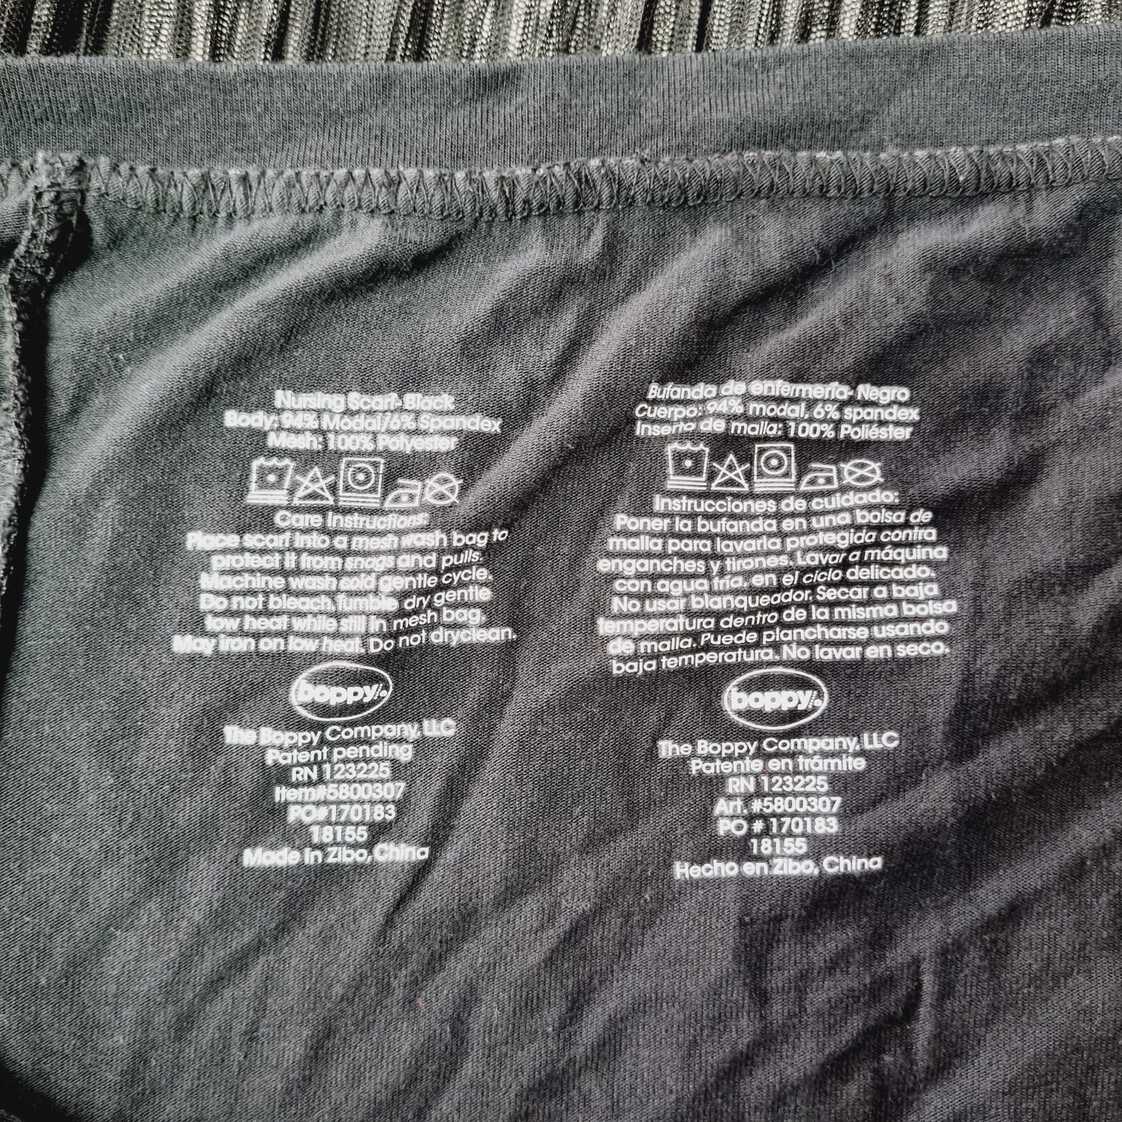 Nursing Scarf-Black
Body: 94% Modal/6% Spandex
Mesh: 100% Polyester
Care Instructions:
Place scarf into a mesh wash bag to
protect it from snags and pulls.
Machine wash cold gentle cycle.
Do not bleach. Tumble dry gentle
low heat while still in mesh bag.
May iron on low heat. Do not dryclean.
boppy®
The Boppy Company, LLC
Patent pending
RN 123225
Item#5800307
PO#170183
18155
Made in Zibo, China
Bufanda de enfermería- Negro
Cuerpo: 94% modal, 6% spandex
Inserto de malla: 100% Poliéster
Instrucciones de cuidado:
Poner la bufanda en una bolsa de
malla para lavarla protegida contra
enganches y tirones. Lavar a máquina
con agua fría, en el ciclo delicado.
No usar blanqueador. Secar a baja
temperatura dentro de la misma bolsa
de malla. Puede plancharse usando
baja temperatura. No lavar en seco.
boppy®
The Boppy Company, LLC
Patente en trámite
RN 123225
Art. #5800307
PO # 170183
18155
Hecho en Zibo, China